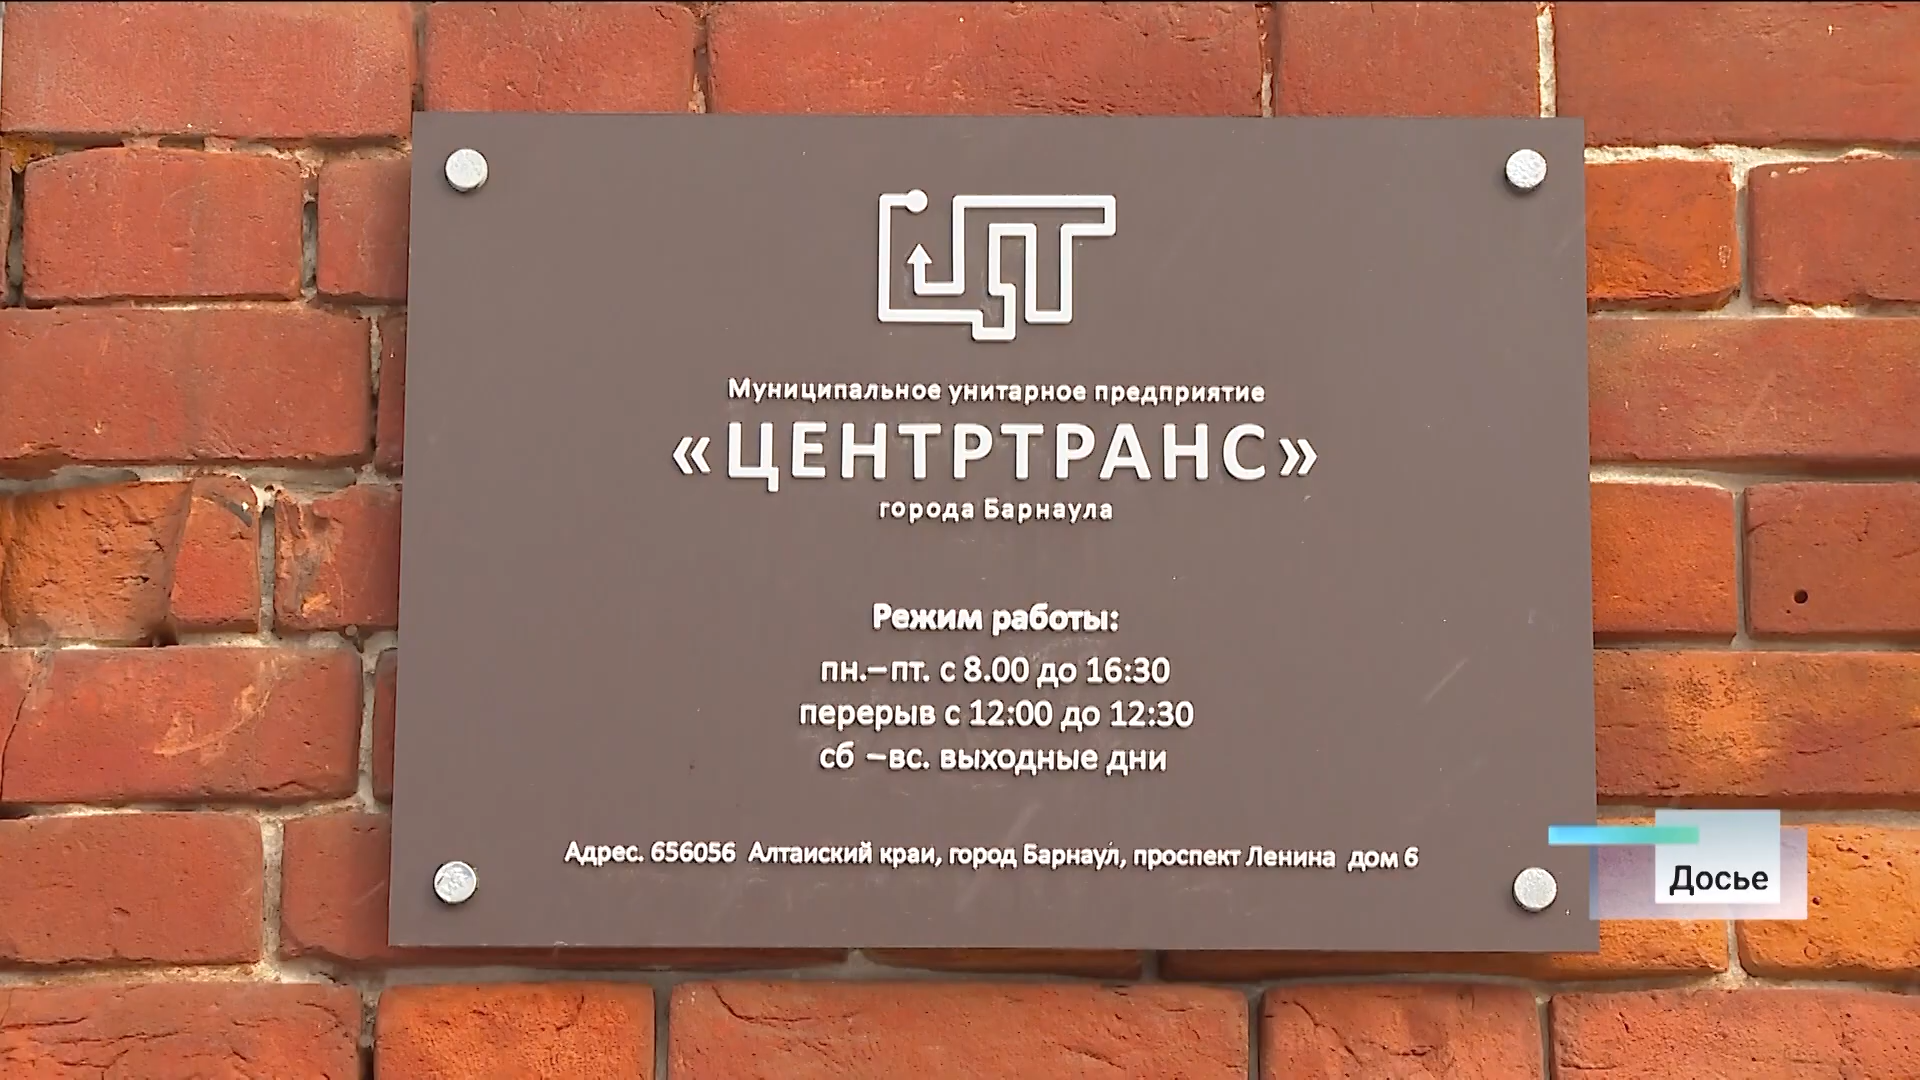 ЦТ
Муниципальное унитарное предприятие
«ЦЕНТРТРАНС»
города Барнаула
Режим работы:
пн.–пт. с 8.00 до 16:30
перерыв с 12:00 до 12:30
сб –вс. выходные дни
Адрес. 656056 Алтаиский краи, город Барнаул, проспект Ленина дом 6
Досье